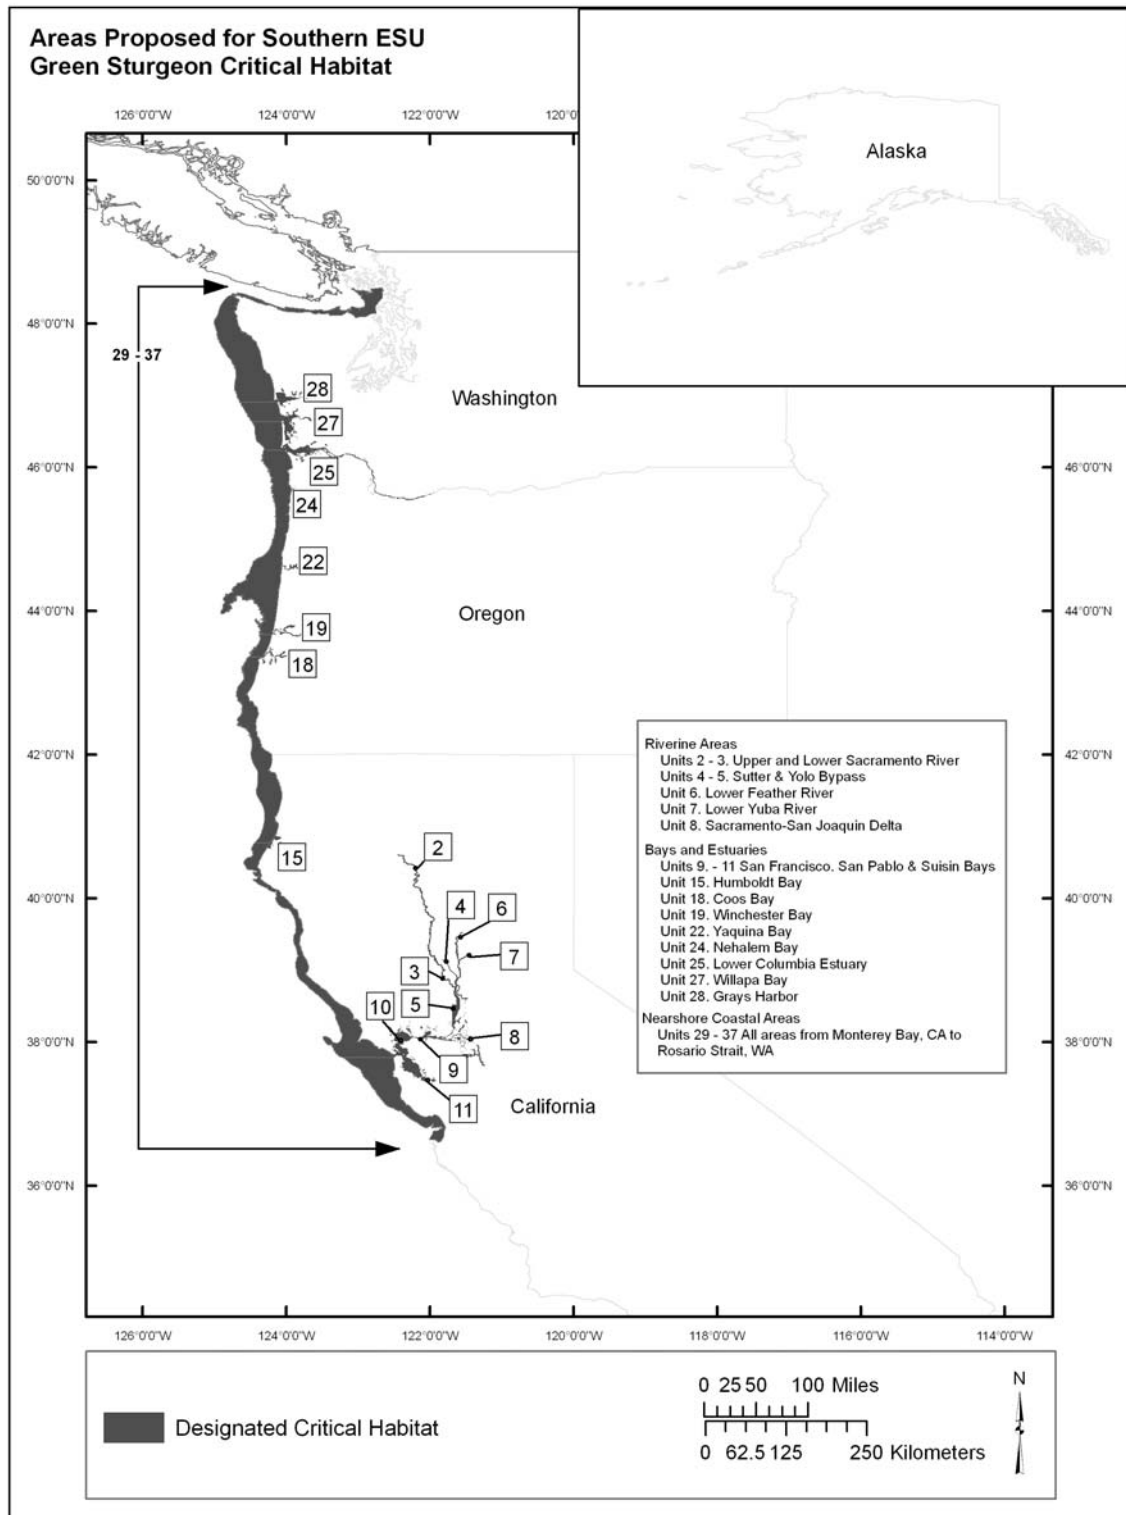 Areas Proposed for Southern ESU
Green Sturgeon Critical Habitat
126°0'0"W 124°0'0"W 122°0'0"W 120°
Alaska
50°0'0"N
48°0'0"N
29 - 37
28
Washington
27
46°0'0"N 46°0'0"N
25
24
22
44°0'0"N 44°0'0"N
Oregon
19
18
42°0'0"N 42°0'0"N
Riverine Areas
Units 2 - 3. Upper and Lower Sacramento River
Units 4 - 5. Sutter & Yolo Bypass
Unit 6. Lower Feather River
Unit 7. Lower Yuba River
Unit 8. Sacramento-San Joaquin Delta
Bays and Estuaries
Units 9. - 11 San Francisco. San Pablo & Suisin Bays
Unit 15. Humboldt Bay
Unit 18. Coos Bay
Unit 19. Winchester Bay
Unit 22. Yaquina Bay
Unit 24. Nehalem Bay
Unit 25. Lower Columbia Estuary
Unit 27. Willapa Bay
Unit 28. Grays Harbor
Nearshore Coastal Areas
Units 29 - 37 All areas from Monterey Bay, CA to
Rosario Strait, WA
15
2
40°0'0"N 40°0'0"N
4
6
7
3
5
10
8
38°0'0"N 38°0'0"N
9
11
California
36°0'0"N 36°0'0"N
126°0'0"W 124°0'0"W 122°0'0"W 120°0'0"W 118°0'0"W 116°0'0"W 114°0'0"W
Designated Critical Habitat
0 25 50 100 Miles
0 62.5 125 250 Kilometers
N